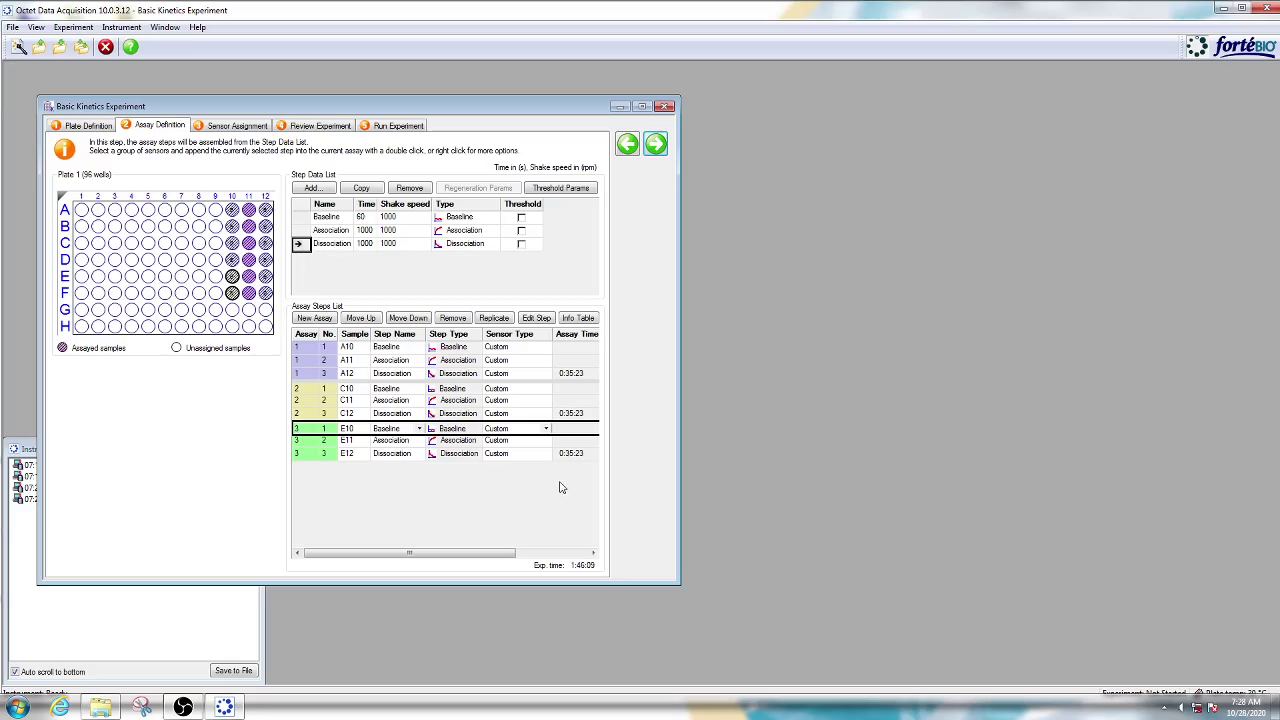 Octet Data Acquisition 10.0.3.12 - Basic Kinetics Experiment
File View Experiment Instrument Window Help
fortéBIO
Basic Kinetics Experiment
1 Plate Definition 2 Assay Definition 3 Sensor Assignment 4 Review Experiment 5 Run Experiment
In this step, the assay steps will be assembled from the Step Data List.
Select a group of sensors and append the currently selected step into the current assay with a double click, or right click for more options.
Time in (s), Shake speed in (rpm)
Plate 1 (96 wells)
1 2 3 4 5 6 7 8 9 10 11 12
A
B
C
D
E
F
G
H
Assayed samples Unassigned samples
Step Data List
Add... Copy Remove Regeneration Params Threshold Params
Name Time Shake speed Type Threshold
Baseline 60 1000 Baseline
Association 1000 1000 Association
Dissociation 1000 1000 Dissociation
Assay Steps List
New Assay Move Up Move Down Remove Replicate Edit Step Info Table
Assay No. Sample Step Name Step Type Sensor Type Assay Time
1 1 A10 Baseline Baseline Custom
1 2 A11 Association Association Custom
1 3 A12 Dissociation Dissociation Custom 0:35:23
2 1 C10 Baseline Baseline Custom
2 2 C11 Association Association Custom
2 3 C12 Dissociation Dissociation Custom 0:35:23
3 1 E10 Baseline Baseline Custom
3 2 E11 Association Association Custom
3 3 E12 Dissociation Dissociation Custom 0:35:23
Exp. time: 1:46:09
07:
07:
07:
07:
Auto scroll to bottom Save to File
Instrument: Ready Experiment: Not Started Plate temp: 30 °C
7:28 AM
10/28/2020